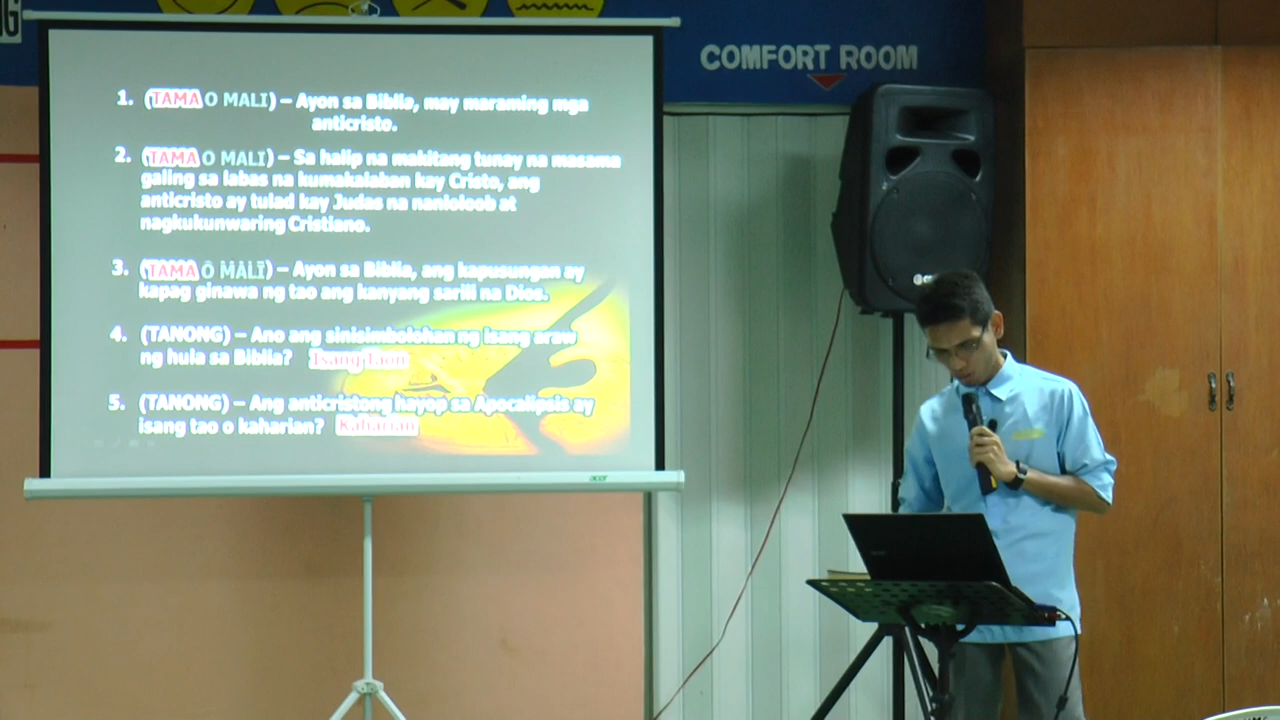 NG
COMFORT ROOM
1. (TAMA O MALI) – Ayon sa Biblia, may maraming mga
anticristo.
2. (TAMA O MALI) – Sa halip na makitang tunay na masama
galing sa labas na kumakalaban kay Cristo, ang
anticristo ay tulad kay Judas na nanloloob at
nagkukunwaring Cristiano.
3. (TAMA O MALI) – Ayon sa Biblia, ang kapusungan ay
kapag ginawa ng tao ang kanyang sarili na Dios.
4. (TANONG) – Ano ang sinisimbolohan ng isang araw
ng hula sa Biblia? Isang Taon
5. (TANONG) – Ang anticristong hayop sa Apocalipsis ay
isang tao o kaharian? Kaharian
acer